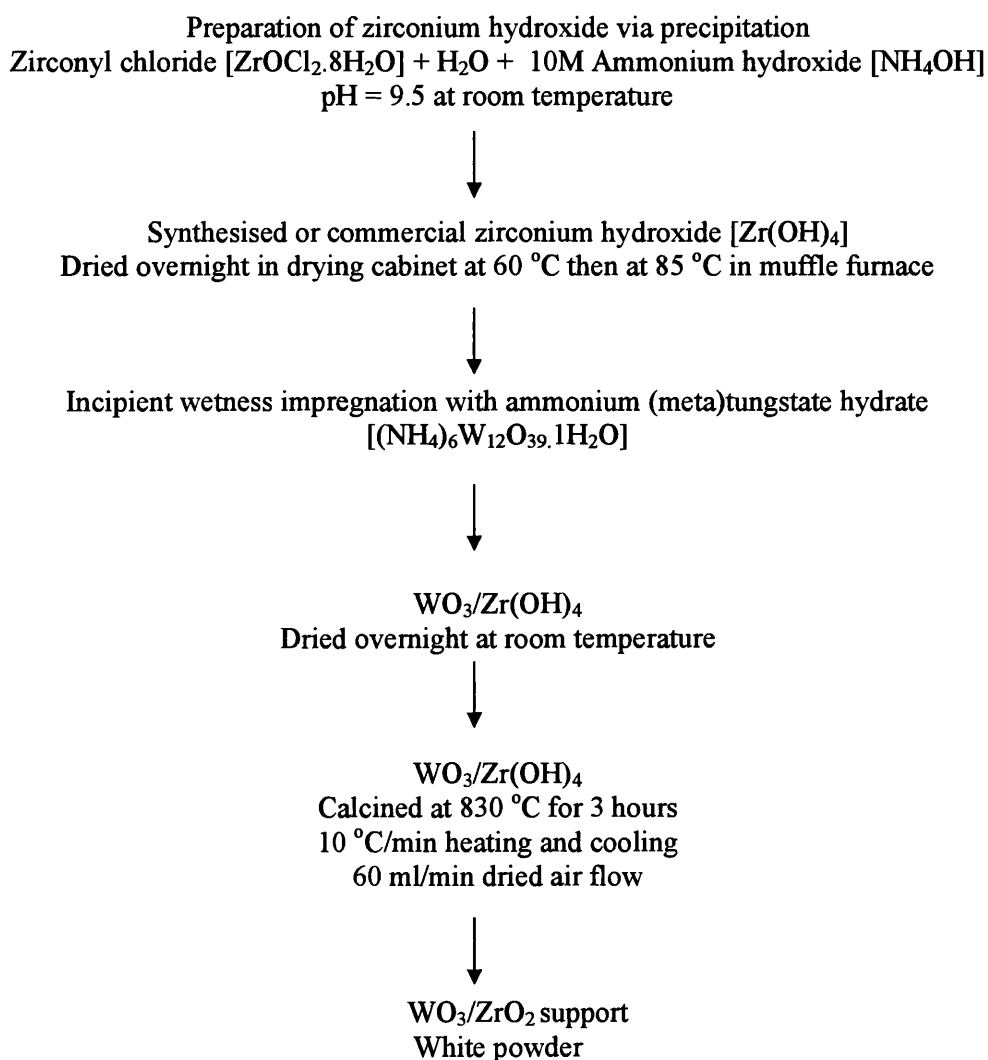 Preparation of zirconium hydroxide via precipitation
Zirconyl chloride [ZrOCl₂.8H₂O] + H₂O + 10M Ammonium hydroxide [NH₄OH]
pH = 9.5 at room temperature
Synthesised or commercial zirconium hydroxide [Zr(OH)₄]
Dried overnight in drying cabinet at 60 °C then at 85 °C in muffle furnace
Incipient wetness impregnation with ammonium (meta)tungstate hydrate
[(NH₄)₆W₁₂O₃₉.1H₂O]
WO₃/Zr(OH)₄
Dried overnight at room temperature
WO₃/Zr(OH)₄
Calcined at 830 °C for 3 hours
10 °C/min heating and cooling
60 ml/min dried air flow
WO₃/ZrO₂ support
White powder